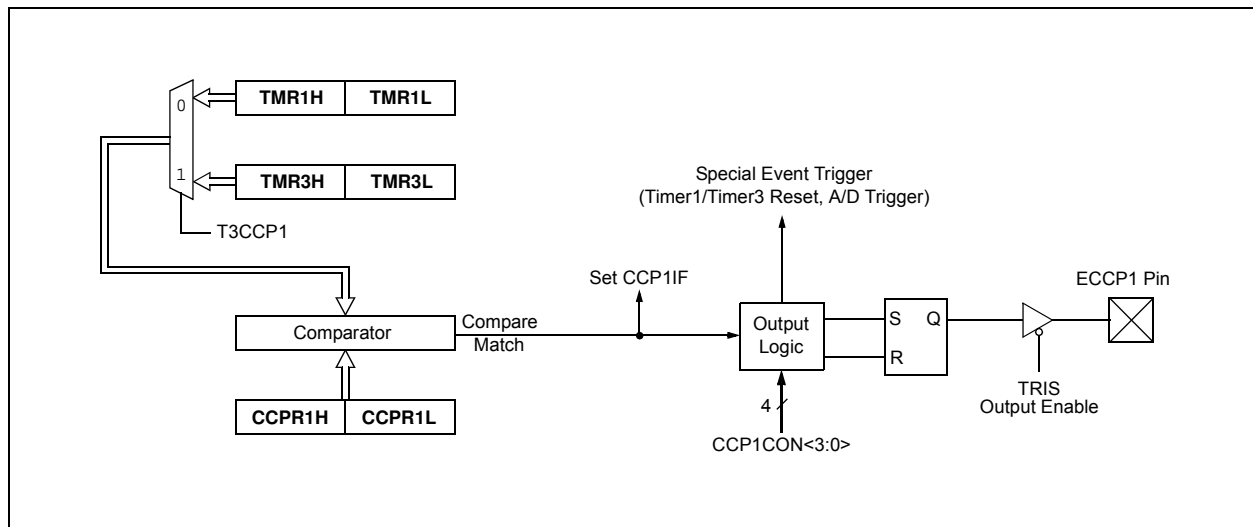 0
TMR1H TMR1L
1
TMR3H TMR3L
T3CCP1
Special Event Trigger
(Timer1/Timer3 Reset, A/D Trigger)
Set CCP1IF
ECCP1 Pin
Comparator
Compare
Match
Output
Logic
S Q
R
TRIS
Output Enable
CCPR1H CCPR1L
4
CCP1CON<3:0>